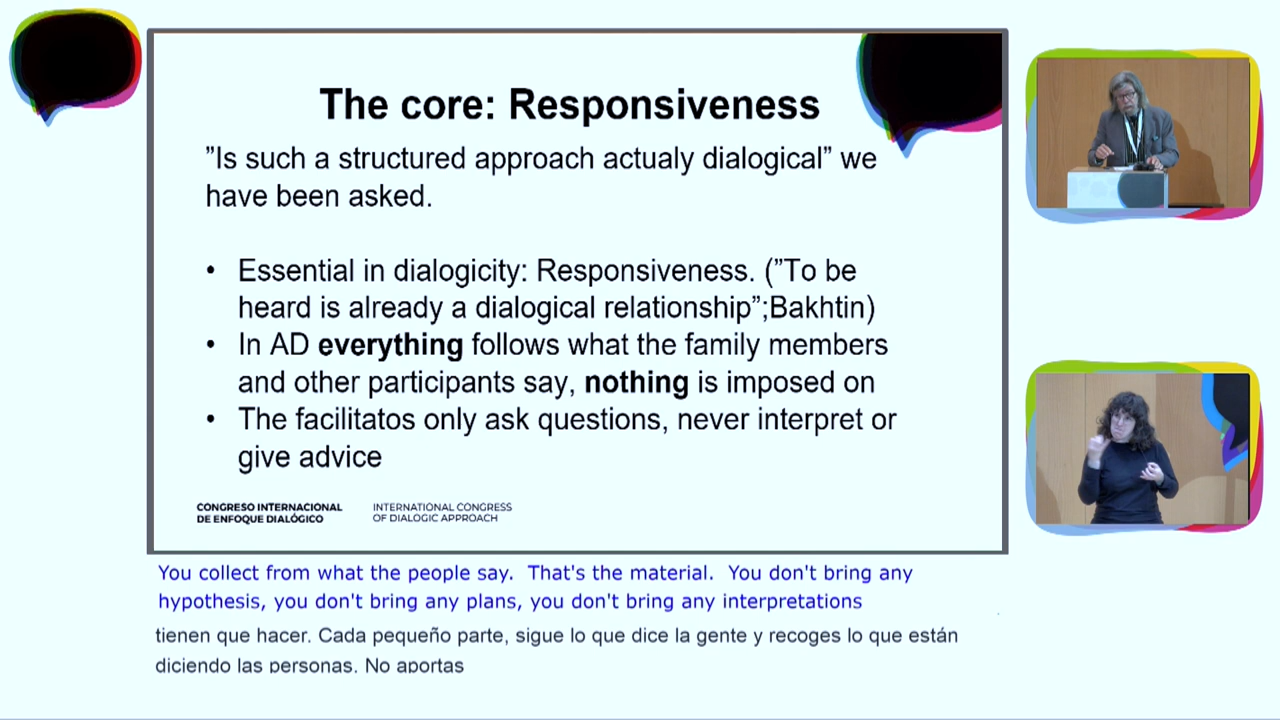 The core: Responsiveness
”Is such a structured approach actualy dialogical” we
have been asked.
• Essential in dialogicity: Responsiveness. (”To be
heard is already a dialogical relationship”;Bakhtin)
• In AD everything follows what the family members
and other participants say, nothing is imposed on
• The facilitatos only ask questions, never interpret or
give advice
CONGRESO INTERNACIONAL
DE ENFOQUE DIALÓGICO
INTERNATIONAL CONGRESS
OF DIALOGIC APPROACH
You collect from what the people say. That's the material. You don't bring any
hypothesis, you don't bring any plans, you don't bring any interpretations
tienen que hacer. Cada pequeño parte, sigue lo que dice la gente y recoges lo que están
diciendo las personas. No aportas